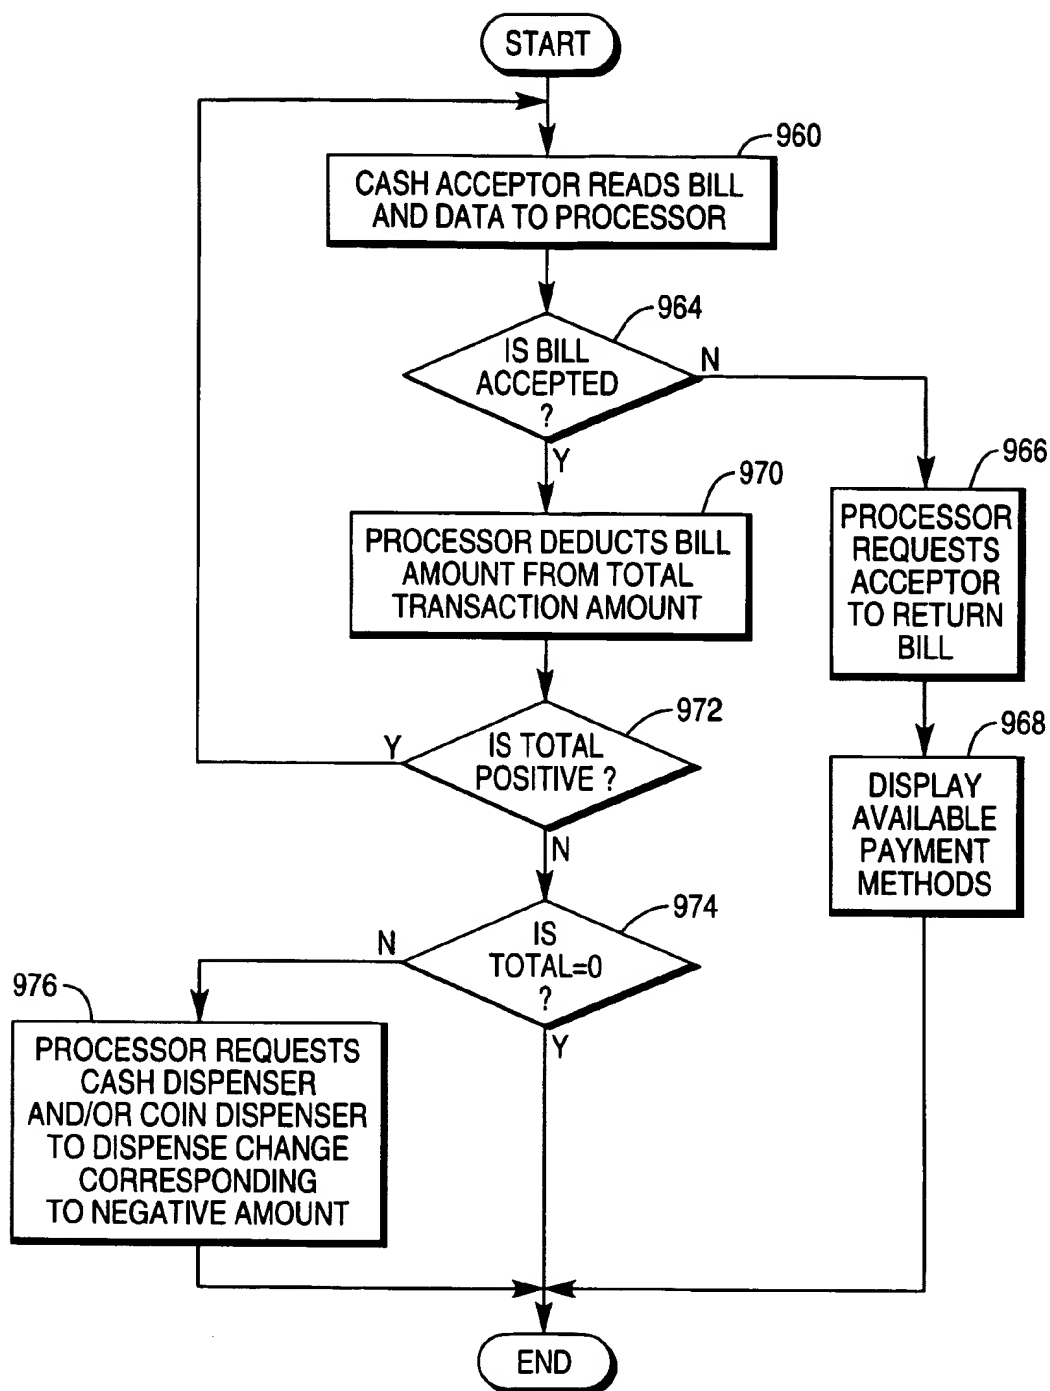 START
960
CASH ACCEPTOR READS BILL
AND DATA TO PROCESSOR
964
IS BILL
ACCEPTED
?
N
Y
970
PROCESSOR DEDUCTS BILL
AMOUNT FROM TOTAL
TRANSACTION AMOUNT
966
PROCESSOR
REQUESTS
ACCEPTOR
TO RETURN
BILL
972
IS TOTAL
POSITIVE ?
Y
N
968
DISPLAY
AVAILABLE
PAYMENT
METHODS
974
IS
TOTAL=0
?
N
Y
976
PROCESSOR REQUESTS
CASH DISPENSER
AND/OR COIN DISPENSER
TO DISPENSE CHANGE
CORRESPONDING
TO NEGATIVE AMOUNT
END